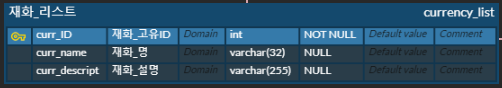 재화_리스트 currency_list
curr_ID 재화_고유ID Domain int NOT NULL Default value Comment
curr_name 재화_명 Domain varchar(32) NULL Default value Comment
curr_descript 재화_설명 Domain varchar(255) NULL Default value Comment